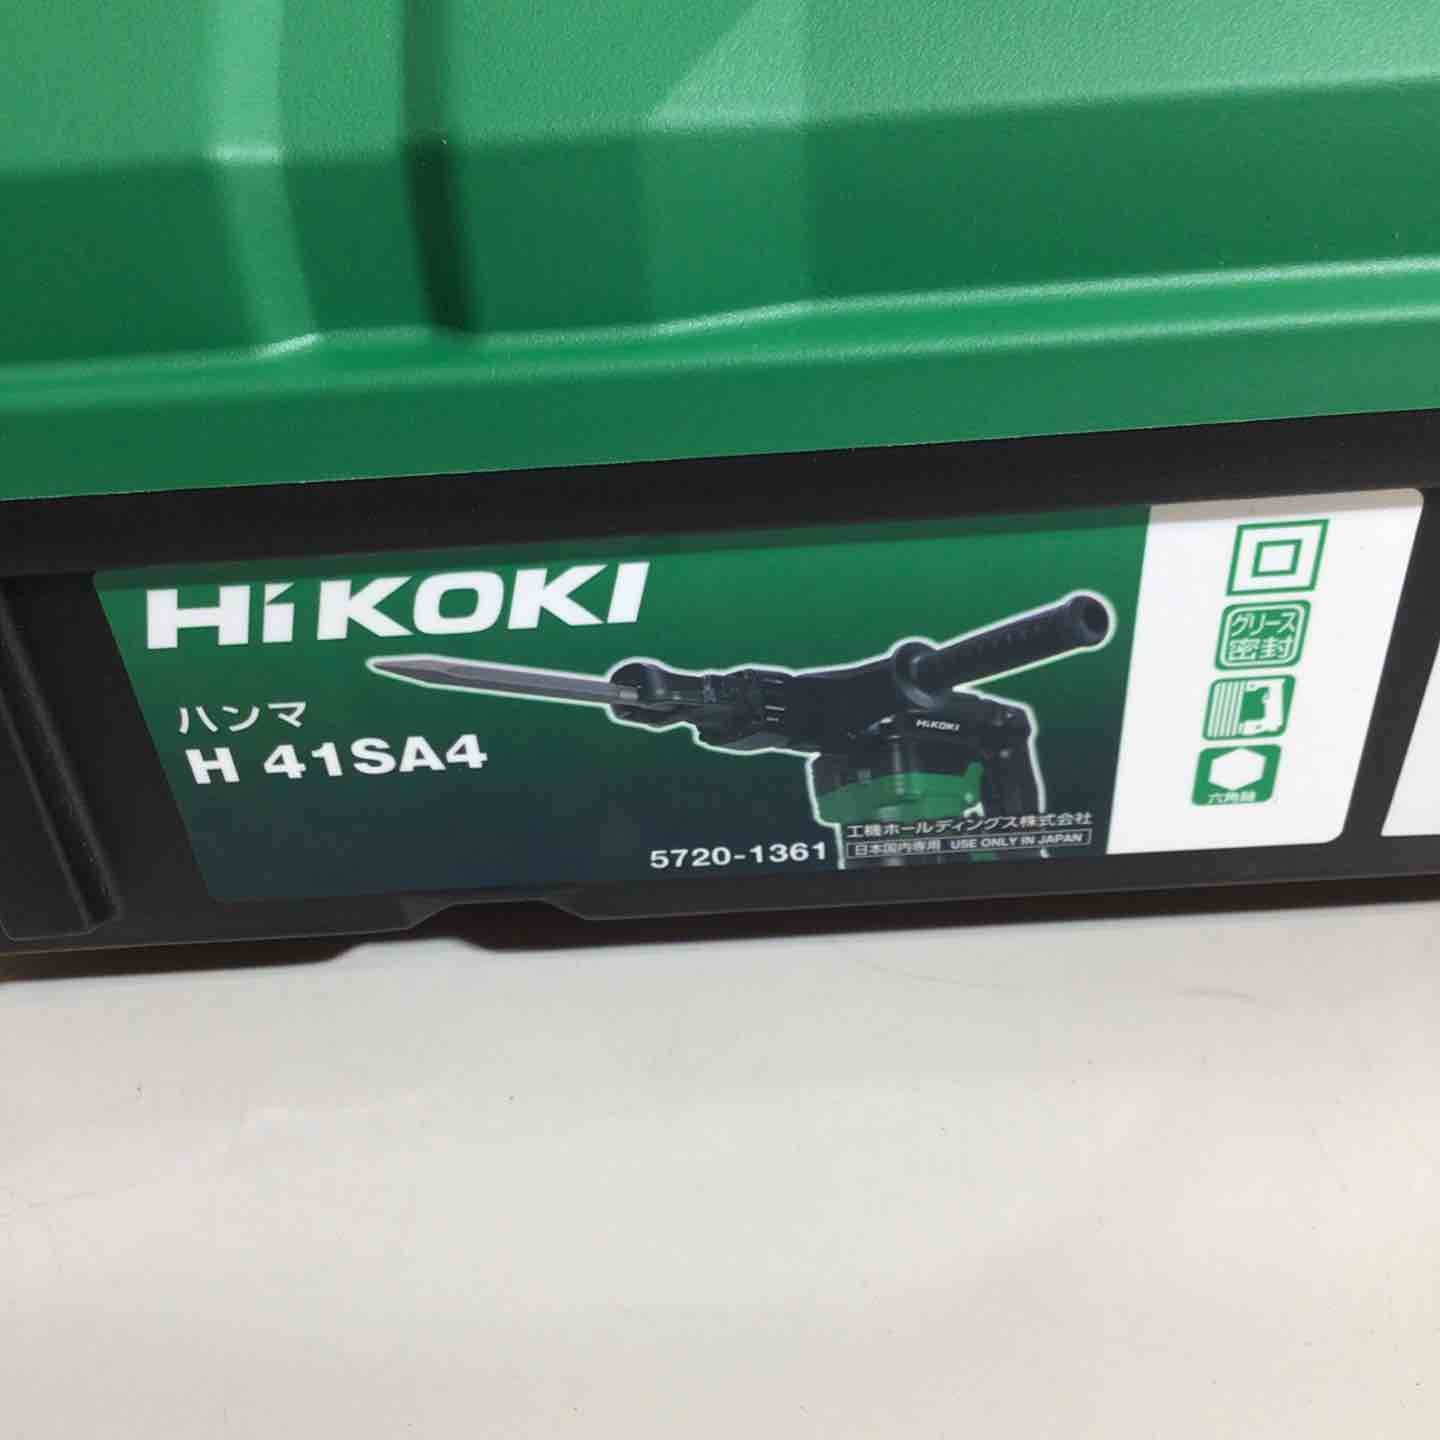 HiKOKI
ハンマ
H 41SA4
HiKOKI
5720-1361
工機ホールディングス株式会社
日本国内専用 USE ONLY IN JAPAN
グリース
密封
六角軸